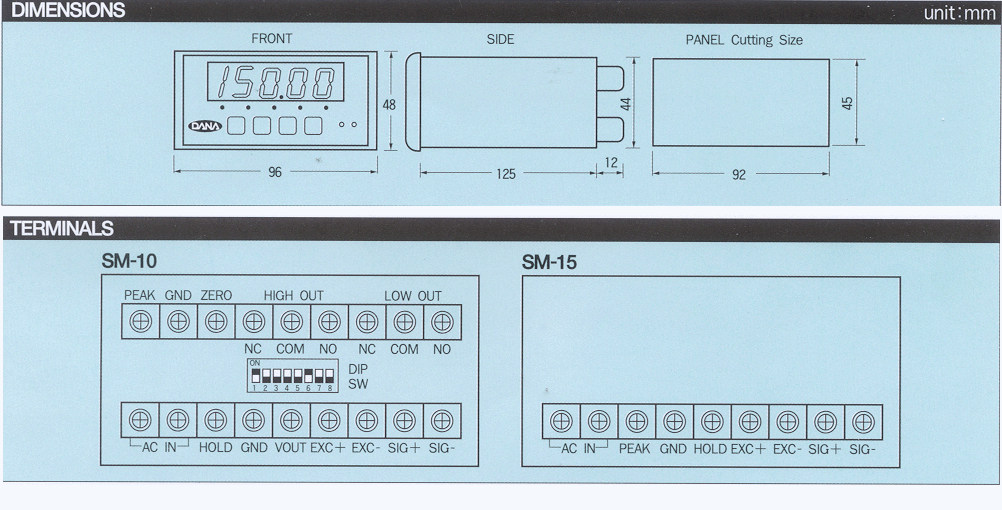 DIMENSIONS unit:mm
FRONT SIDE PANEL Cutting Size
150.00
DANA
48
96
44
12
125
45
92
TERMINALS
SM-10
PEAK GND ZERO HIGH OUT LOW OUT
NC COM NO NC COM NO
ON
1 2 3 4 5 6 7 8
DIP
SW
AC IN HOLD GND VOUT EXC+ EXC- SIG+ SIG-
SM-15
AC IN PEAK GND HOLD EXC+ EXC- SIG+ SIG-